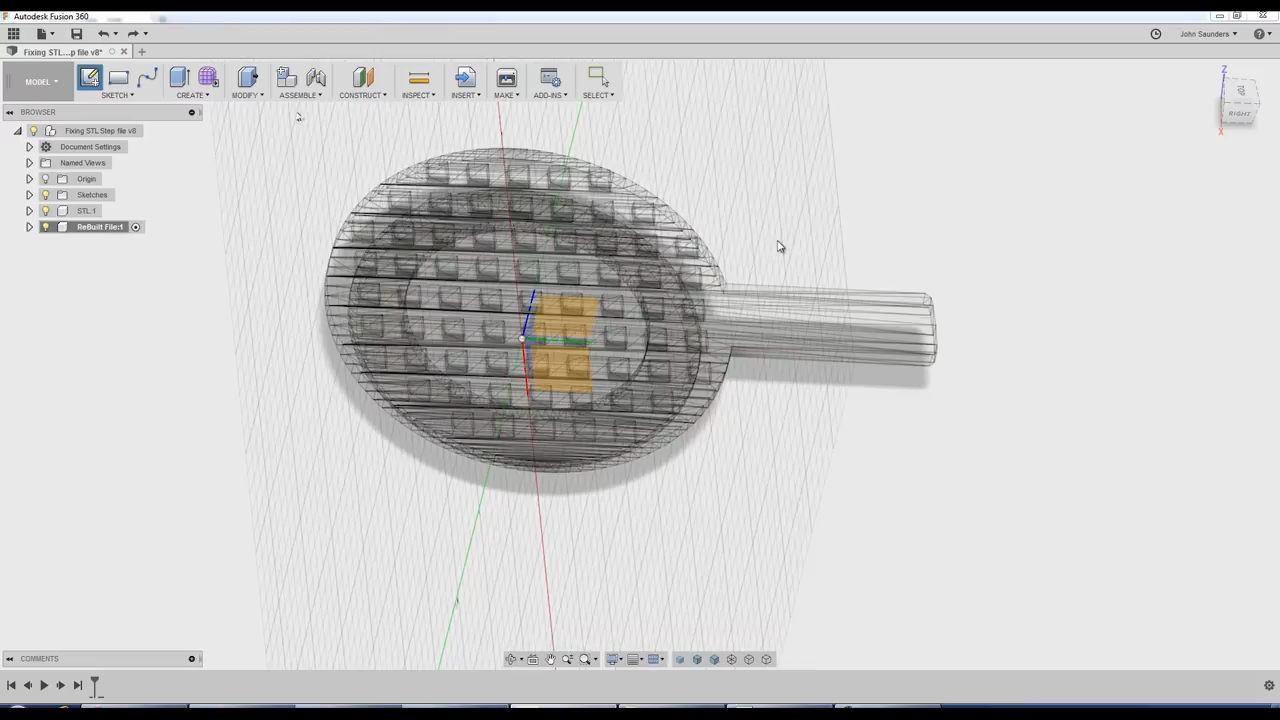 Autodesk Fusion 360
John Saunders
Fixing STL...p file v8*
MODEL
SKETCH
CREATE
MODIFY
ASSEMBLE
CONSTRUCT
INSPECT
INSERT
MAKE
ADD-INS
SELECT
BROWSER
Fixing STL Step file v8
Document Settings
Named Views
Origin
Sketches
STL:1
ReBuilt File:1
Z
TOP
RIGHT
X
COMMENTS